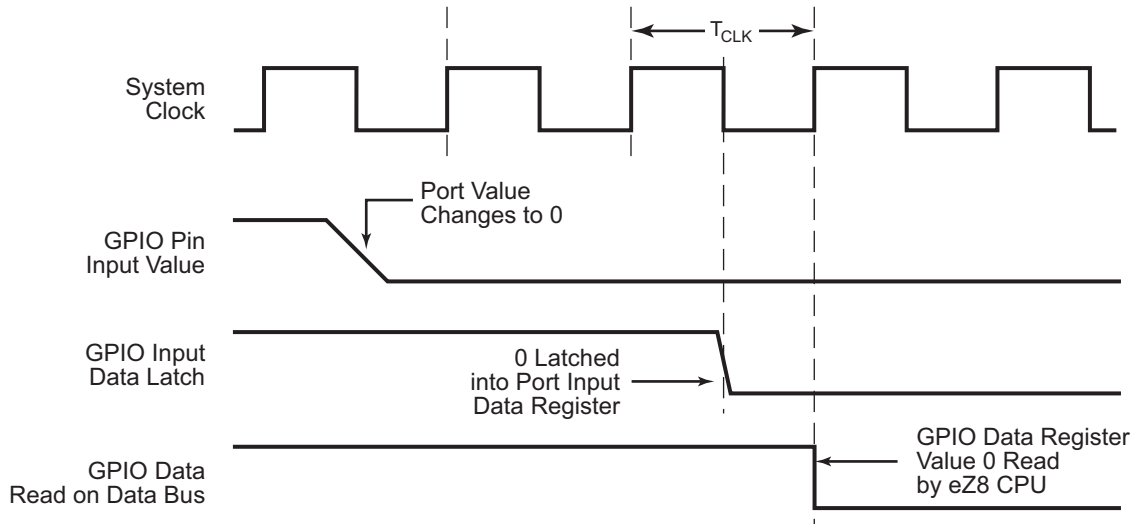 T_CLK
System
Clock
Port Value
Changes to 0
GPIO Pin
Input Value
GPIO Input
Data Latch
0 Latched
into Port Input
Data Register
GPIO Data
Read on Data Bus
GPIO Data Register
Value 0 Read
by eZ8 CPU